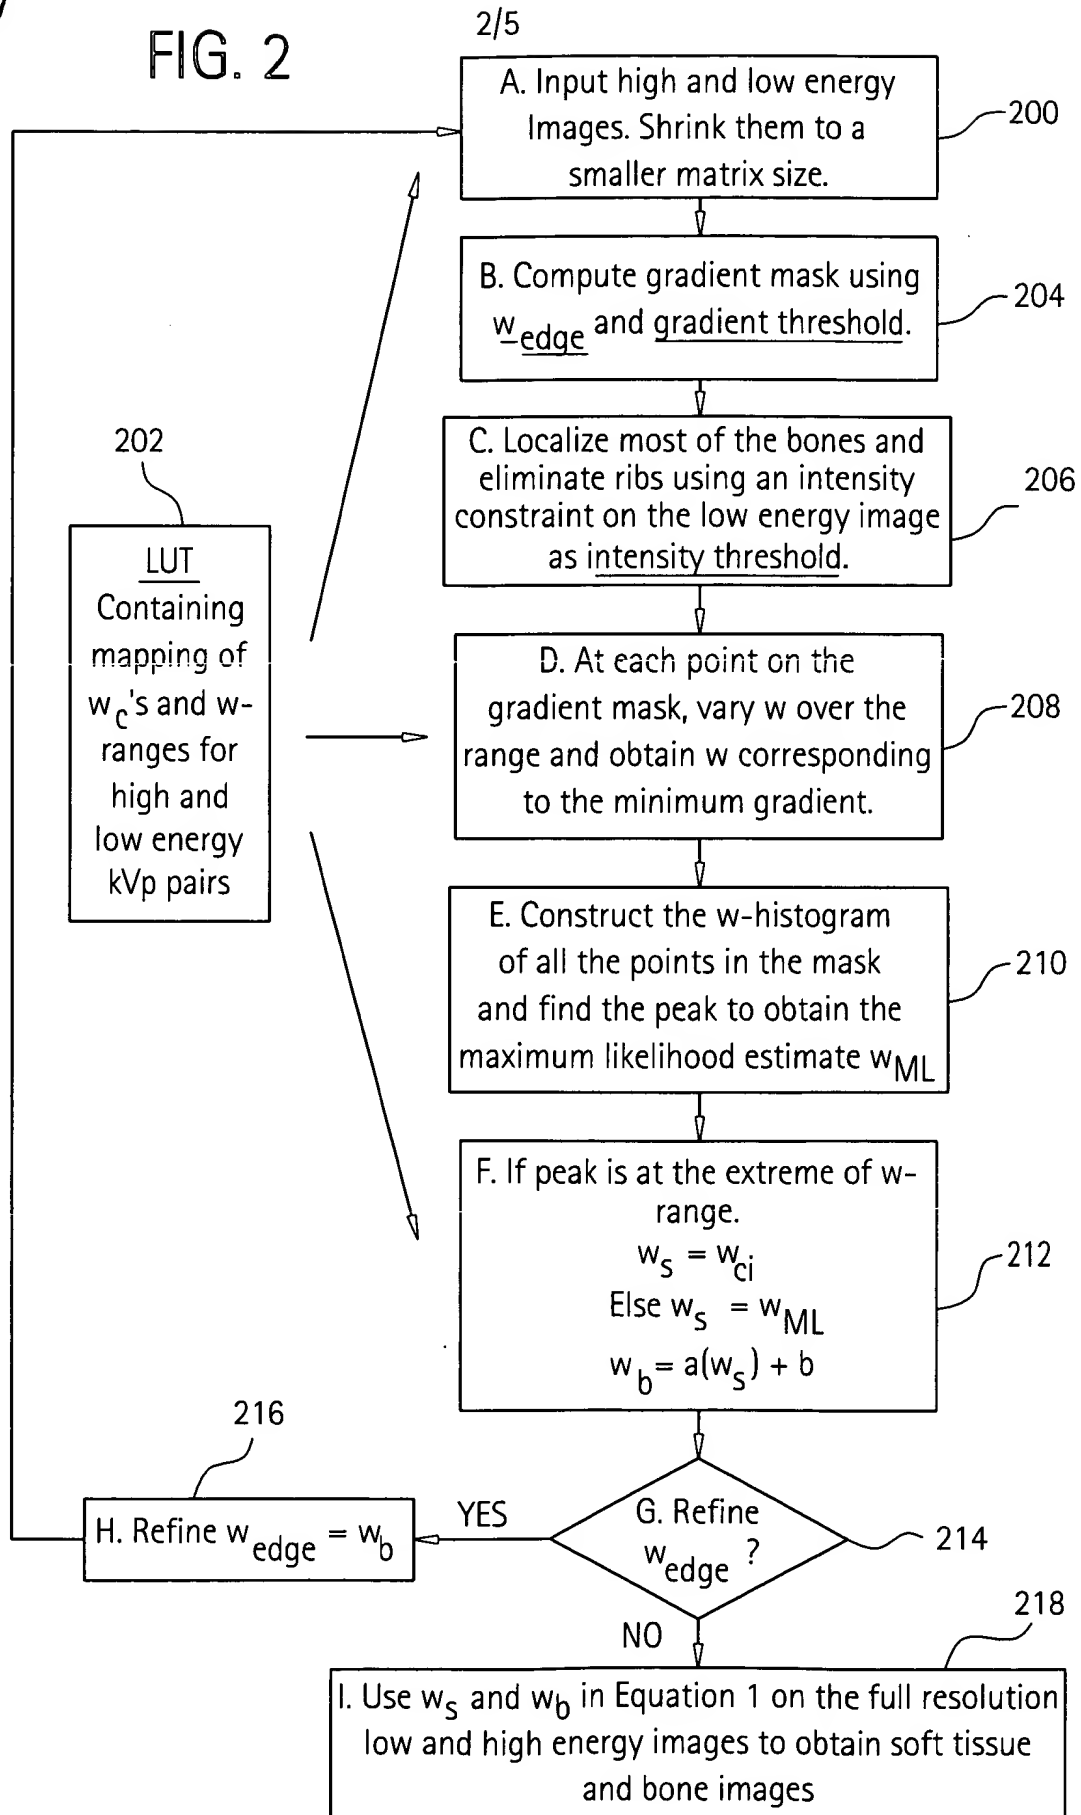 2/5
FIG. 2
A. Input high and low energy
Images. Shrink them to a
smaller matrix size.
200
B. Compute gradient mask using
w_edge and gradient threshold.
204
C. Localize most of the bones and
eliminate ribs using an intensity
constraint on the low energy image
as intensity threshold.
206
202
LUT
Containing
mapping of
w_c's and w-
ranges for
high and
low energy
kVp pairs
D. At each point on the
gradient mask, vary w over the
range and obtain w corresponding
to the minimum gradient.
208
E. Construct the w-histogram
of all the points in the mask
and find the peak to obtain the
maximum likelihood estimate w_ML
210
F. If peak is at the extreme of w-
range.
w_s = w_ci
Else w_s = w_ML
w_b = a(w_s) + b
212
G. Refine
w_edge ?
214
YES
216
H. Refine w_edge = w_b
NO
218
I. Use w_s and w_b in Equation 1 on the full resolution
low and high energy images to obtain soft tissue
and bone images